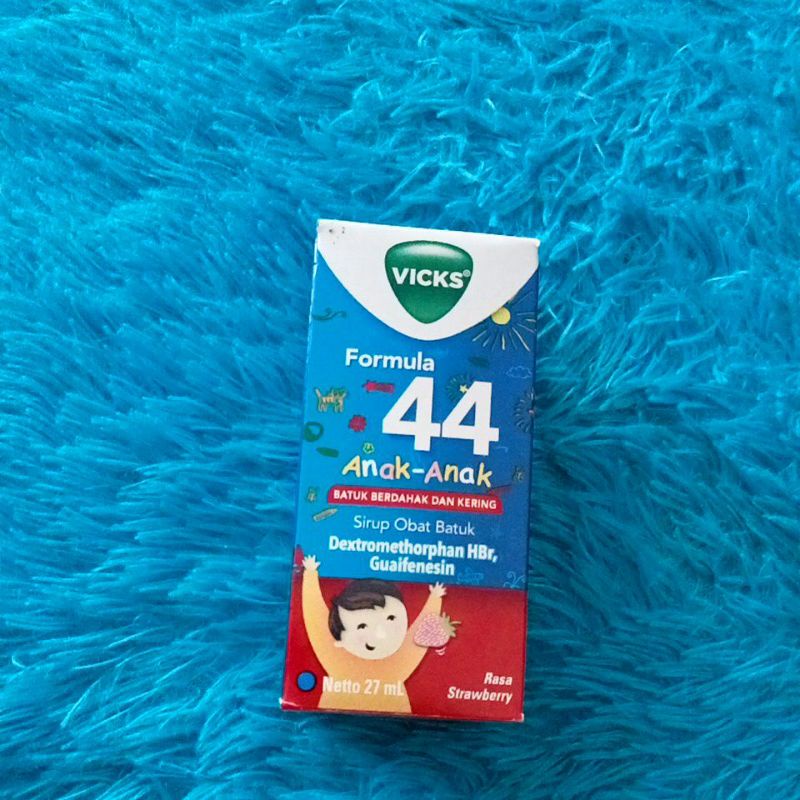 VICKS®
Formula
44
Anak-Anak
BATUK BERDAHAK DAN KERING
Sirup Obat Batuk
Dextromethorphan HBr,
Guaifenesin
Netto 27 mL
Rasa
Strawberry